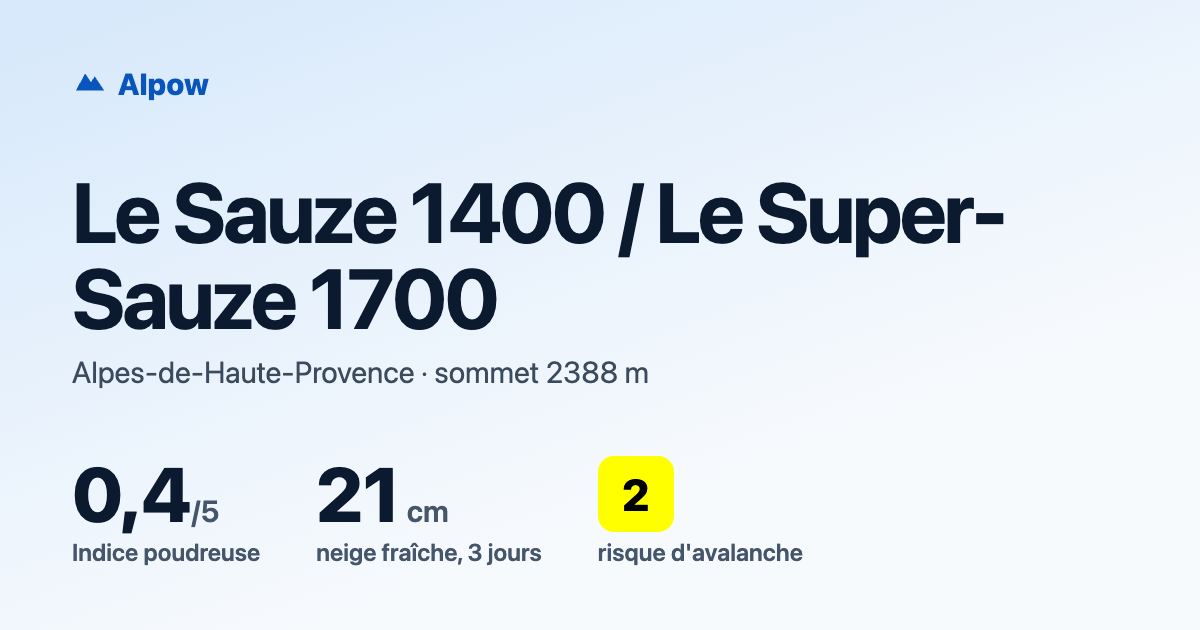 Alpow
Le Sauze 1400 / Le Super-
Sauze 1700
Alpes-de-Haute-Provence · sommet 2388 m
0,4/5
21 cm
2
Indice poudreuse
neige fraîche, 3 jours
risque d'avalanche